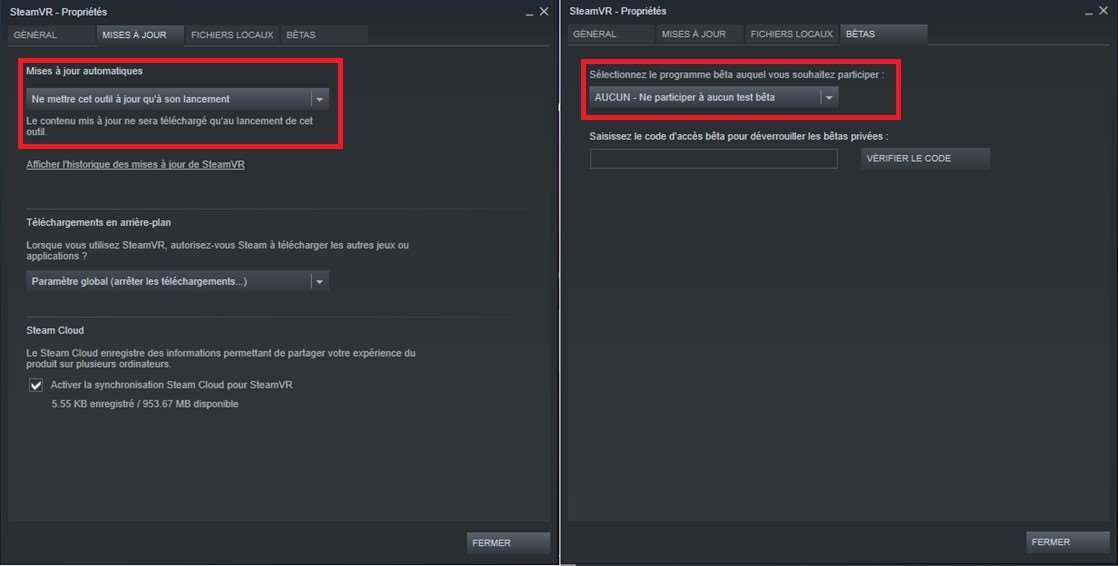 SteamVR - Propriétés
GÉNÉRAL
MISES À JOUR
FICHIERS LOCAUX
BÊTAS
Mises à jour automatiques
Ne mettre cet outil à jour qu'à son lancement
Le contenu mis à jour ne sera téléchargé qu'au lancement de cet
outil.
Afficher l'historique des mises à jour de SteamVR
Téléchargements en arrière-plan
Lorsque vous utilisez SteamVR, autorisez-vous Steam à télécharger les autres jeux ou
applications ?
Paramètre global (arrêter les téléchargements...)
Steam Cloud
Le Steam Cloud enregistre des informations permettant de partager votre expérience du
produit sur plusieurs ordinateurs.
Activer la synchronisation Steam Cloud pour SteamVR
5.55 KB enregistré / 953.67 MB disponible
FERMER
SteamVR - Propriétés
GÉNÉRAL
MISES À JOUR
FICHIERS LOCAUX
BÊTAS
Sélectionnez le programme bêta auquel vous souhaitez participer :
AUCUN - Ne participer à aucun test bêta
Saisissez le code d'accès bêta pour déverrouiller les bêtas privées :
VÉRIFIER LE CODE
FERMER